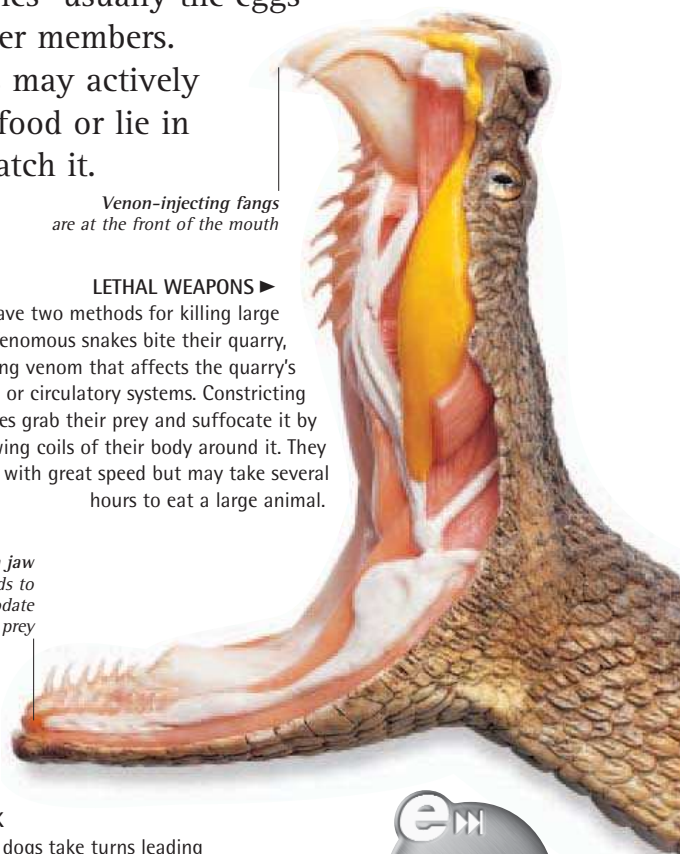 usually the eggs
er members.
may actively
food or lie in
atch it.
Venon-injecting fangs
are at the front of the mouth
LETHAL WEAPONS ►
ave two methods for killing large
enomous snakes bite their quarry,
ng venom that affects the quarry's
or circulatory systems. Constricting
es grab their prey and suffocate it by
wing coils of their body around it. They
with great speed but may take several
hours to eat a large animal.
jaw
ds to
odate
prey
K
dogs take turns leading
e